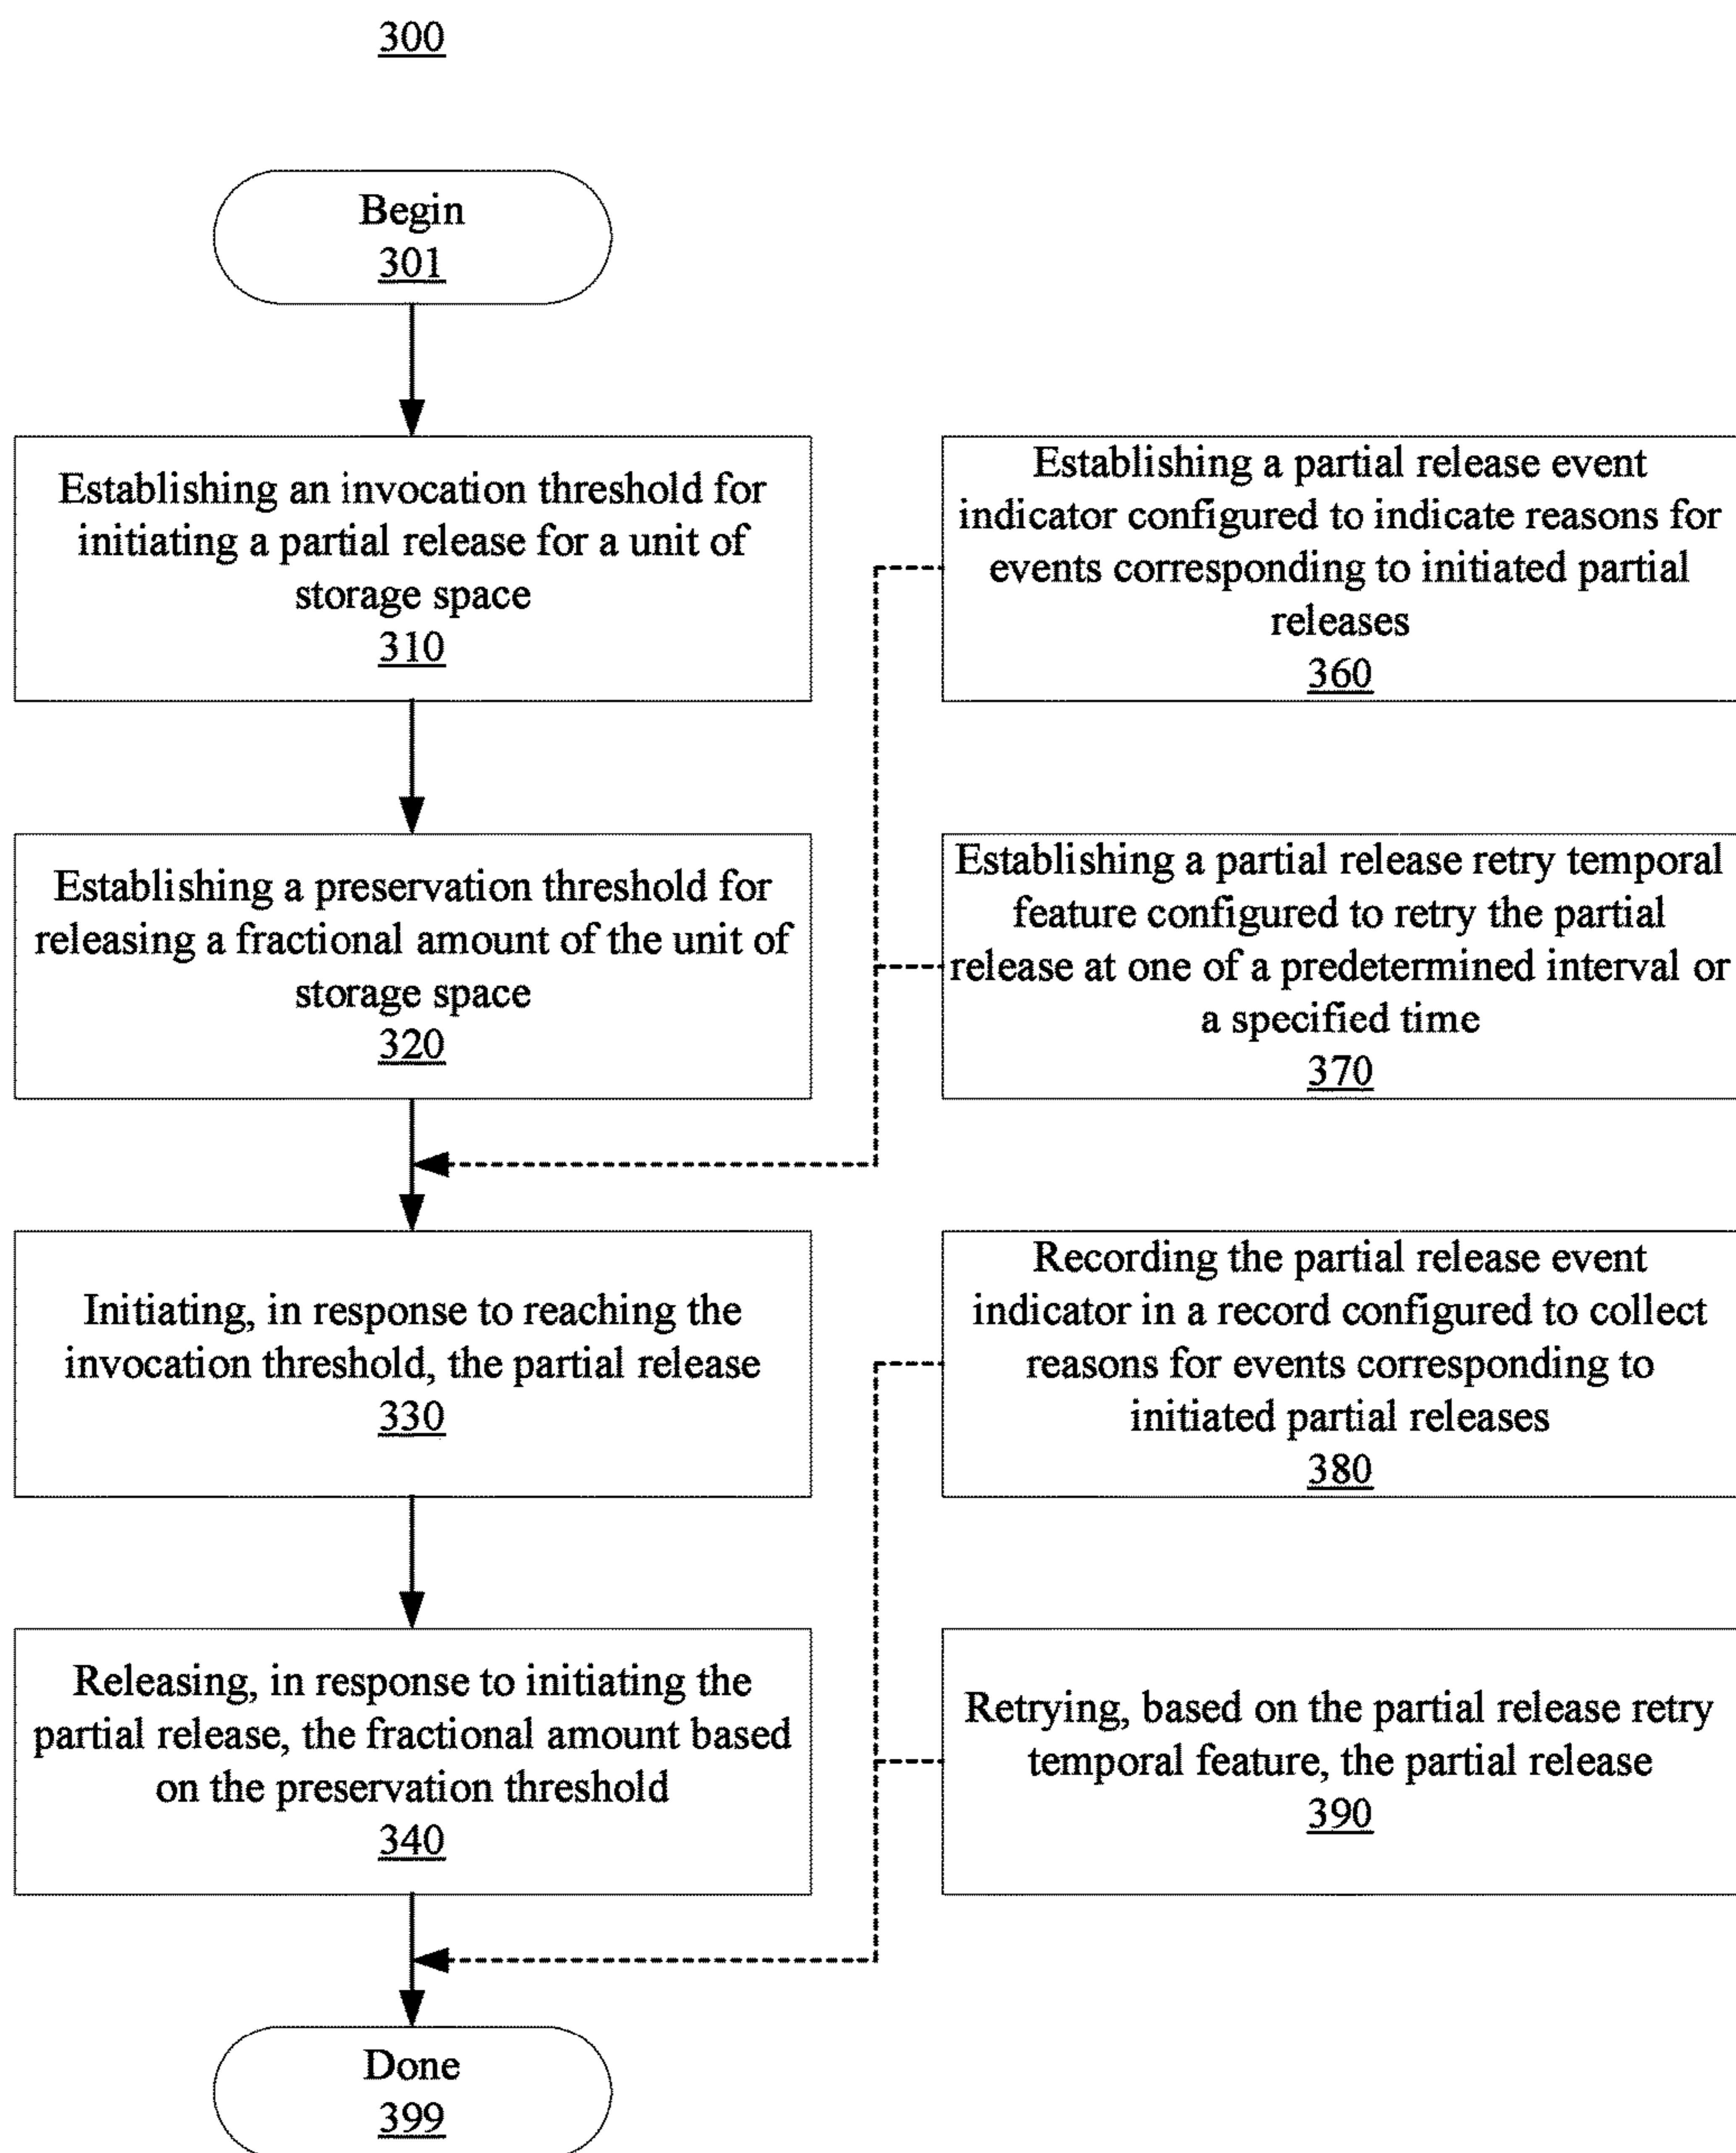 300
Begin
301
Establishing an invocation threshold for
initiating a partial release for a unit of
storage space
310
Establishing a preservation threshold for
releasing a fractional amount of the unit of
storage space
320
Initiating, in response to reaching the
invocation threshold, the partial release
330
Releasing, in response to initiating the
partial release, the fractional amount based
on the preservation threshold
340
Done
399
Establishing a partial release event
indicator configured to indicate reasons for
events corresponding to initiated partial
releases
360
Establishing a partial release retry temporal
feature configured to retry the partial
release at one of a predetermined interval or
a specified time
370
Recording the partial release event
indicator in a record configured to collect
reasons for events corresponding to
initiated partial releases
380
Retrying, based on the partial release retry
temporal feature, the partial release
390